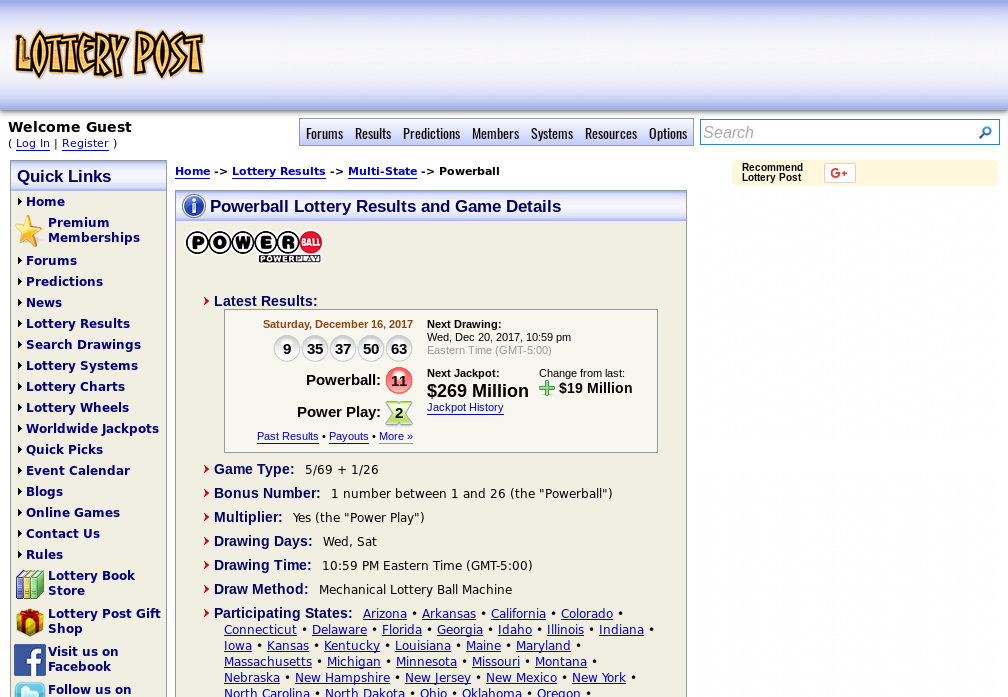 LOTTERY POST
Welcome Guest
( Log In | Register )
Forums Results Predictions Members Systems Resources Options
Search
Quick Links
Home
Premium
Memberships
Forums
Predictions
News
Lottery Results
Search Drawings
Lottery Systems
Lottery Charts
Lottery Wheels
Worldwide Jackpots
Quick Picks
Event Calendar
Blogs
Online Games
Contact Us
Rules
Lottery Book
Store
Lottery Post Gift
Shop
Visit us on
Facebook
Follow us on
Home -> Lottery Results -> Multi-State -> Powerball
Powerball Lottery Results and Game Details
POWER BALL
POWER PLAY
Latest Results:
Saturday, December 16, 2017
9 35 37 50 63
Powerball: 11
Power Play: 2
Past Results • Payouts • More »
Next Drawing:
Wed, Dec 20, 2017, 10:59 pm
Eastern Time (GMT-5:00)
Next Jackpot:
$269 Million
Jackpot History
Change from last:
$19 Million
Game Type: 5/69 + 1/26
Bonus Number: 1 number between 1 and 26 (the "Powerball")
Multiplier: Yes (the "Power Play")
Drawing Days: Wed, Sat
Drawing Time: 10:59 PM Eastern Time (GMT-5:00)
Draw Method: Mechanical Lottery Ball Machine
Participating States: Arizona • Arkansas • California • Colorado •
Connecticut • Delaware • Florida • Georgia • Idaho • Illinois • Indiana •
Iowa • Kansas • Kentucky • Louisiana • Maine • Maryland •
Massachusetts • Michigan • Minnesota • Missouri • Montana •
Nebraska • New Hampshire • New Jersey • New Mexico • New York •
North Carolina • North Dakota • Ohio • Oklahoma • Oregon •
Recommend
Lottery Post
G+